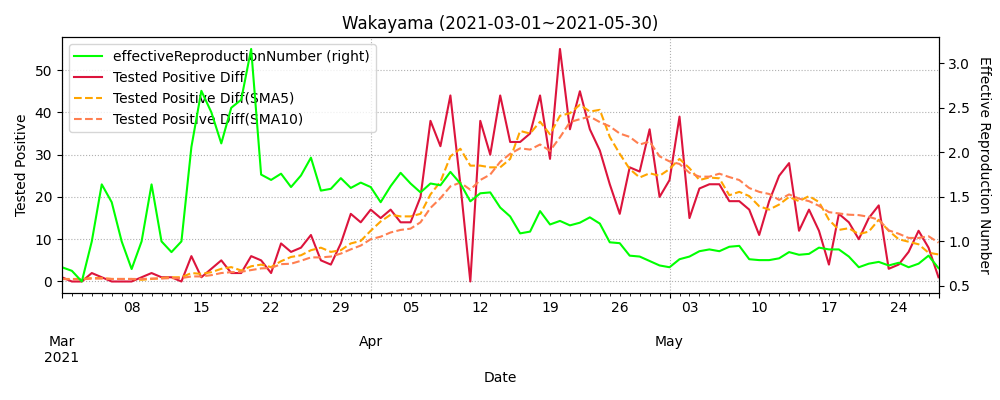 Wakayama (2021-03-01~2021-05-30)
effectiveReproductionNumber (right)
Tested Positive Diff
Tested Positive Diff(SMA5)
Tested Positive Diff(SMA10)
Tested Positive
50
40
30
20
10
0
3.0
2.5
2.0
1.5
1.0
0.5
Effective Reproduction Number
08 15 22 29 05 12 19 26 03 10 17 24
Mar Apr May
2021
Date